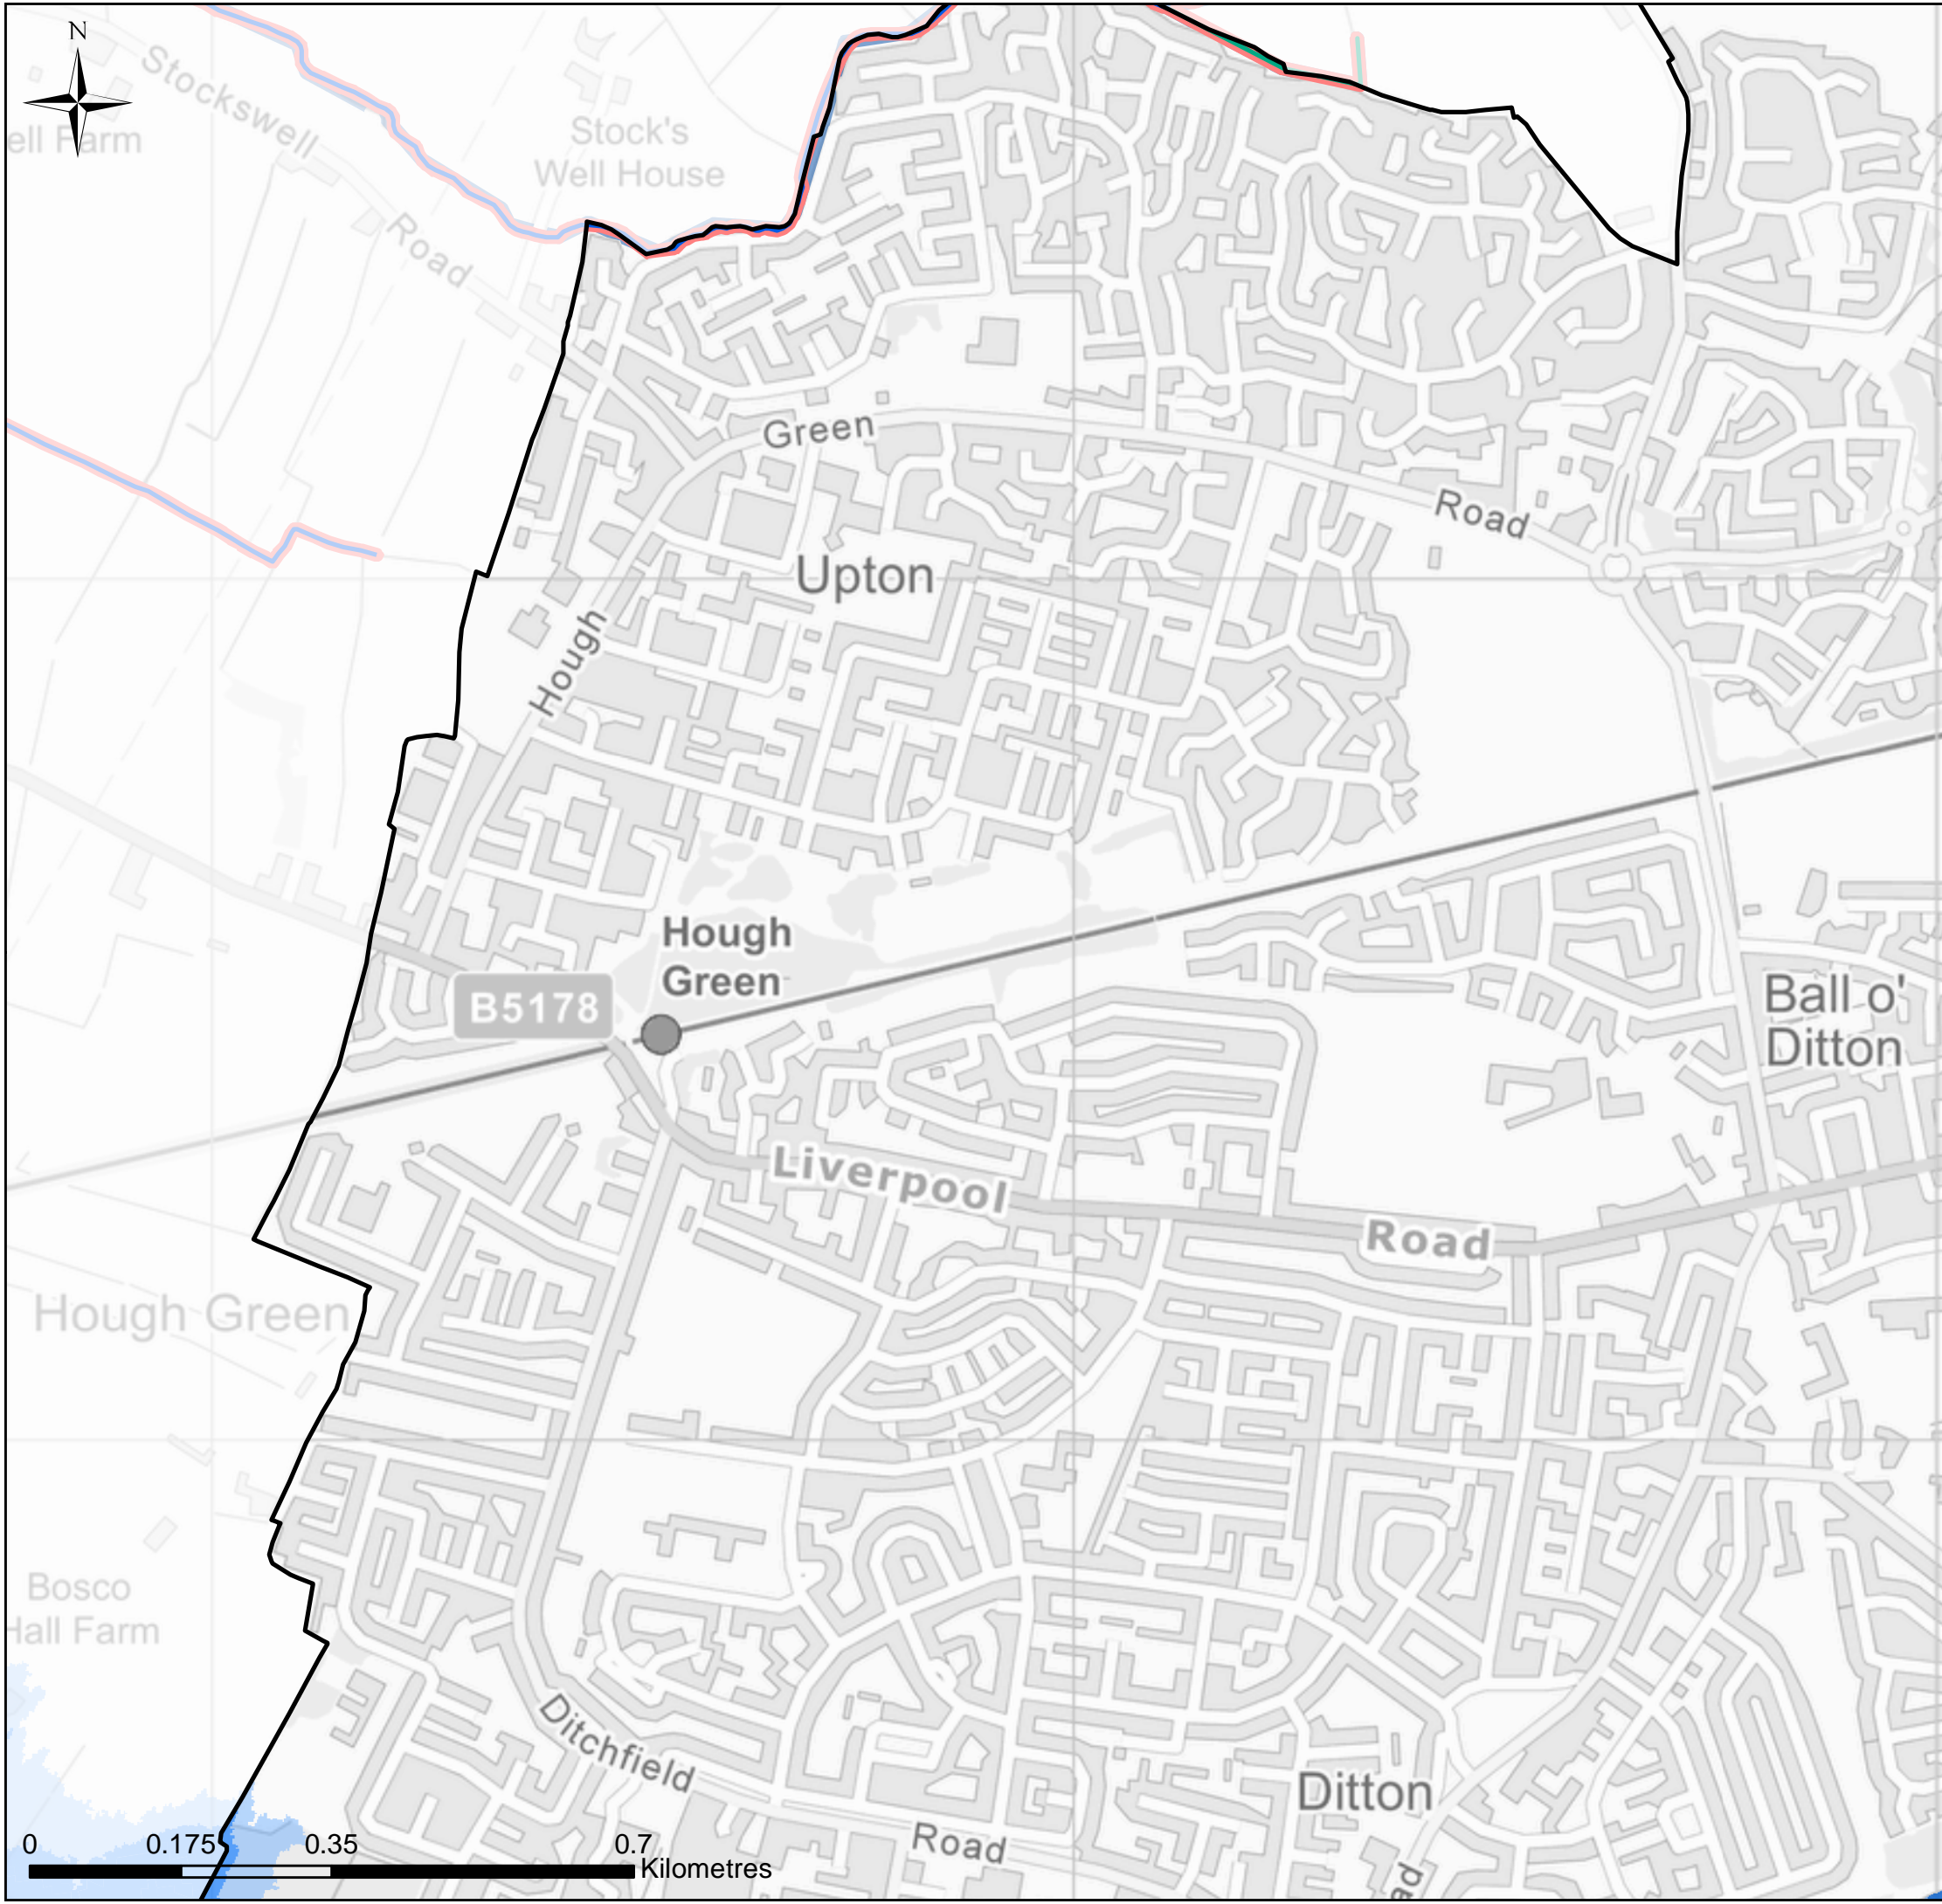 N
Stockswell
Road
ell Farm
Stock's
Well House
Green
Road
Upton
Hough
Hough
Green
B5178
Ball o'
Ditton
Liverpool
Road
Hough Green
Bosco
Hall Farm
Ditchfield
Road
Ditton
ad
0 0.175 0.35 0.7
Kilometres